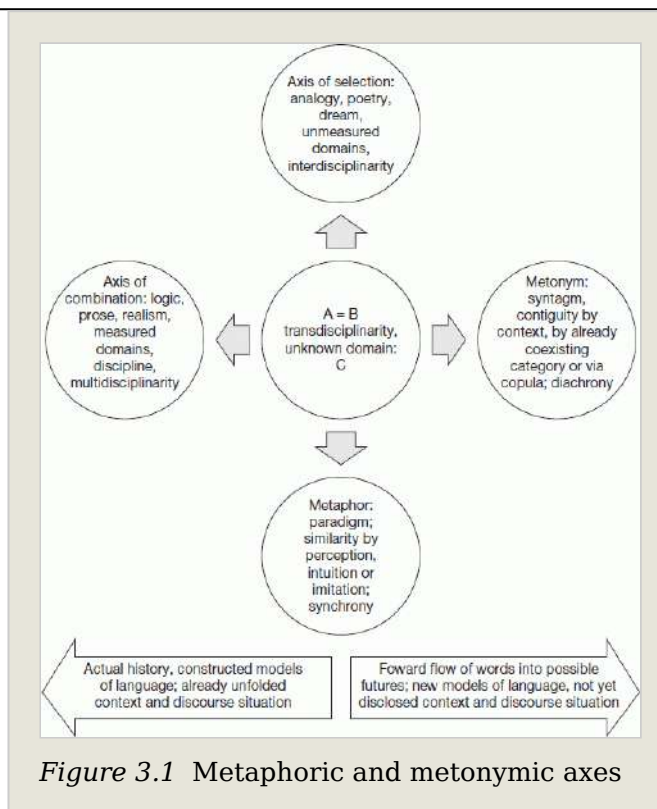 Axis of selection:
analogy, poetry,
dream,
unmeasured
domains,
interdisciplinarity
Axis of
combination: logic,
prose, realism,
measured
domains,
discipline,
multidisciplinarity
A = B
transdisciplinarity,
unknown domain:
C
Metonym:
syntagm,
contiguity by
context, by already
coexisting
category or via
copula; diachrony
Metaphor:
paradigm;
similarity by
perception,
intuition or
imitation;
synchrony
Actual history, constructed models
of language; already unfolded
context and discourse situation
Foward flow of words into possible
futures; new models of language, not yet
disclosed context and discourse situation
Figure 3.1 Metaphoric and metonymic axes